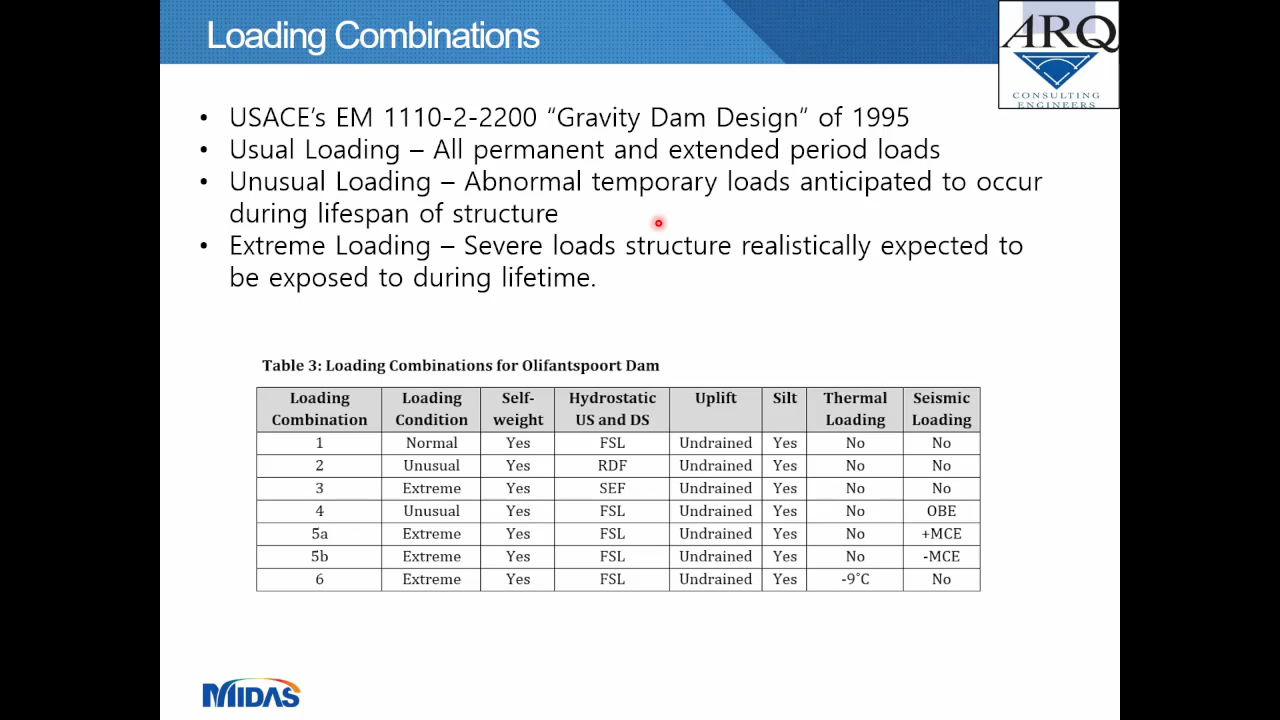 Loading Combinations
ARQ
CONSULTING
ENGINEERS
• USACE’s EM 1110-2-2200 “Gravity Dam Design” of 1995
• Usual Loading – All permanent and extended period loads
• Unusual Loading – Abnormal temporary loads anticipated to occur
during lifespan of structure
• Extreme Loading – Severe loads structure realistically expected to
be exposed to during lifetime.
Table 3: Loading Combinations for Olifantspoort Dam
Loading Loading Self- Hydrostatic Uplift Silt Thermal Seismic
Combination Condition weight US and DS Loading Loading
1 Normal Yes FSL Undrained Yes No No
2 Unusual Yes RDF Undrained Yes No No
3 Extreme Yes SEF Undrained Yes No No
4 Unusual Yes FSL Undrained Yes No OBE
5a Extreme Yes FSL Undrained Yes No +MCE
5b Extreme Yes FSL Undrained Yes No -MCE
6 Extreme Yes FSL Undrained Yes -9˚C No
MIDAS